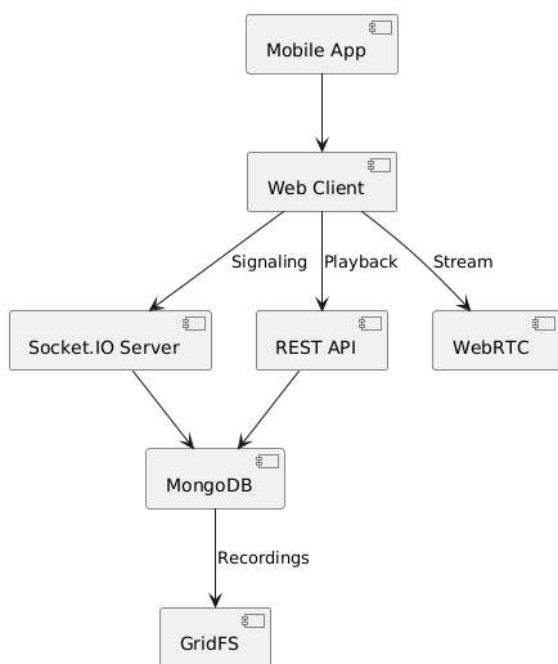 Mobile App
Web Client
Signaling
Playback
Stream
Socket.IO Server
REST API
WebRTC
MongoDB
Recordings
GridFS